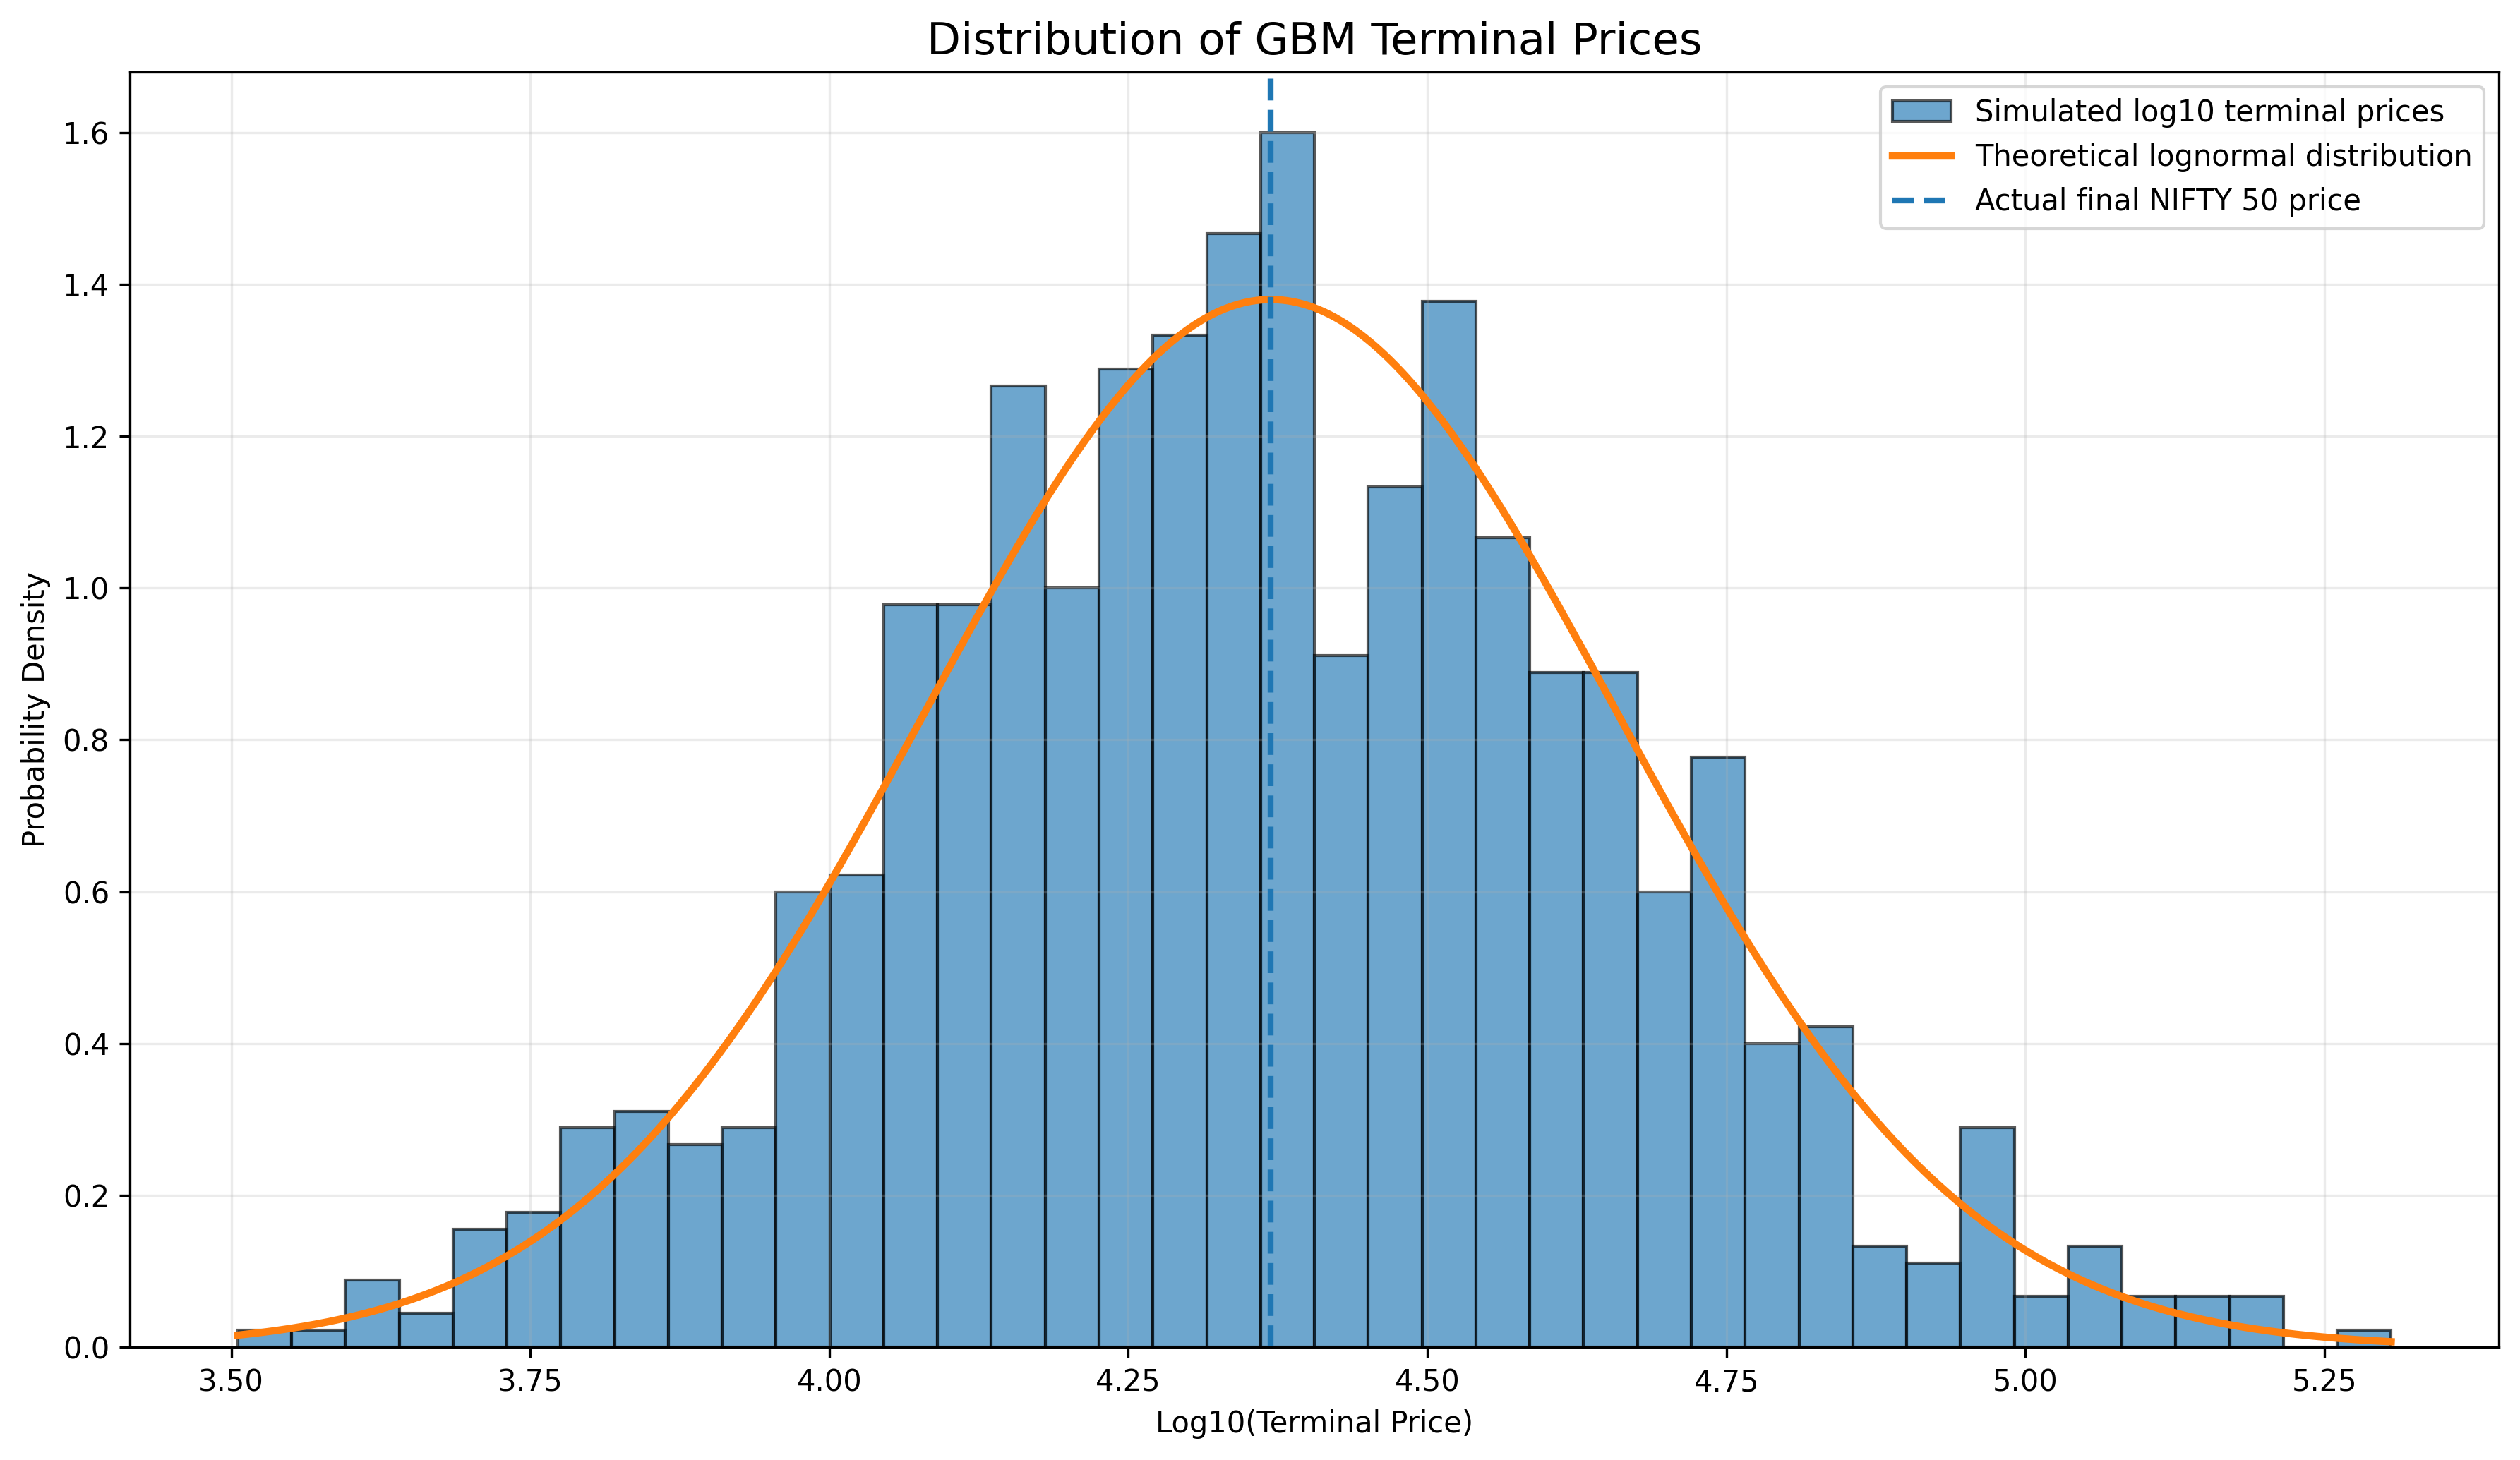 Distribution of GBM Terminal Prices
Simulated log10 terminal prices
Theoretical lognormal distribution
Actual final NIFTY 50 price
Probability Density
1.6
1.4
1.2
1.0
0.8
0.6
0.4
0.2
0.0
3.50 3.75 4.00 4.25 4.50 4.75 5.00 5.25
Log10(Terminal Price)